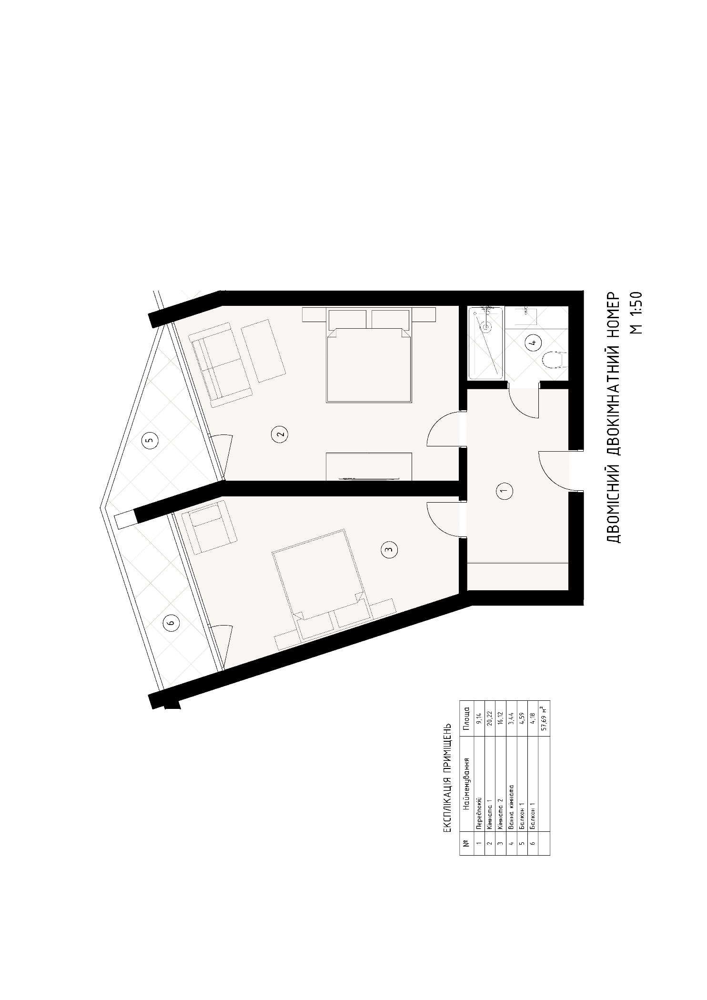 ДВОМІСНИЙ ДВОКІМНАТНИЙ НОМЕР
М 1:50
5
6
2
3
4
1
ЕКСПЛІКАЦІЯ ПРИМІЩЕНЬ
№ Найменування Площа
1 Передпокій 9,14
2 Кімната 1 20,22
3 Кімната 2 16,12
4 Ванна кімната 3,44
5 Балкон 1 4,59
6 Балкон 1 4,18
57,69 м²